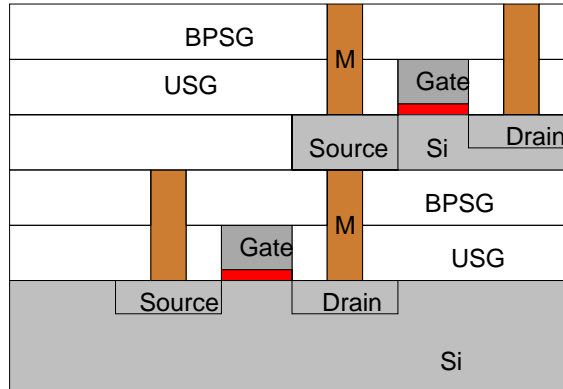 BPSG
M
USG
Gate
Source
Si
Drain
BPSG
M
Gate
USG
Source
Drain
Si